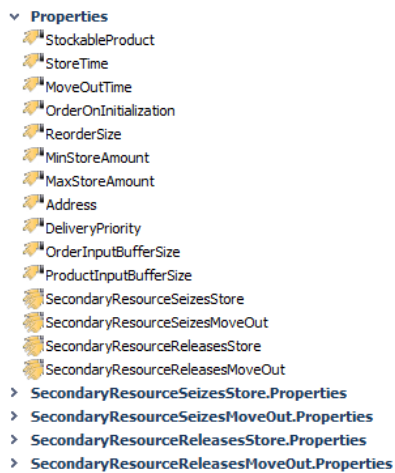 Properties
StockableProduct
StoreTime
MoveOutTime
OrderOnInitialization
ReorderSize
MinStoreAmount
MaxStoreAmount
Address
DeliveryPriority
OrderInputBufferSize
ProductInputBufferSize
SecondaryResourceSeizesStore
SecondaryResourceSeizesMoveOut
SecondaryResourceReleasesStore
SecondaryResourceReleasesMoveOut
SecondaryResourceSeizesStore.Properties
SecondaryResourceSeizesMoveOut.Properties
SecondaryResourceReleasesStore.Properties
SecondaryResourceReleasesMoveOut.Properties